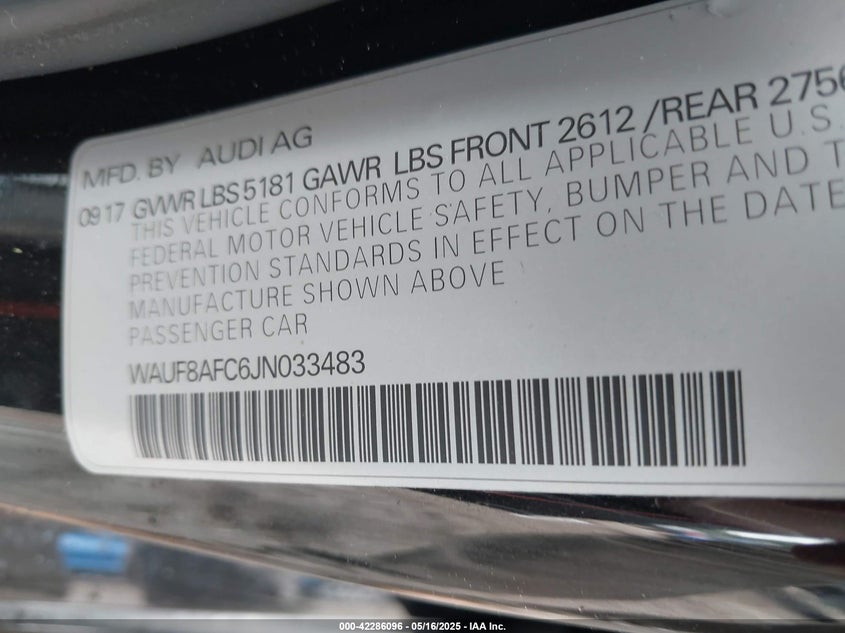 MFD. BY AUDI AG
09 17 GVWR LBS 5181 GAWR LBS FRONT 2612 /REAR 2756
THIS VEHICLE CONFORMS TO ALL APPLICABLE U.S.
FEDERAL MOTOR VEHICLE SAFETY, BUMPER AND T
PREVENTION STANDARDS IN EFFECT ON THE DATE
MANUFACTURE SHOWN ABOVE
PASSENGER CAR
WAUF8AFC6JN033483
000-42286096 - 05/16/2025 - IAA Inc.